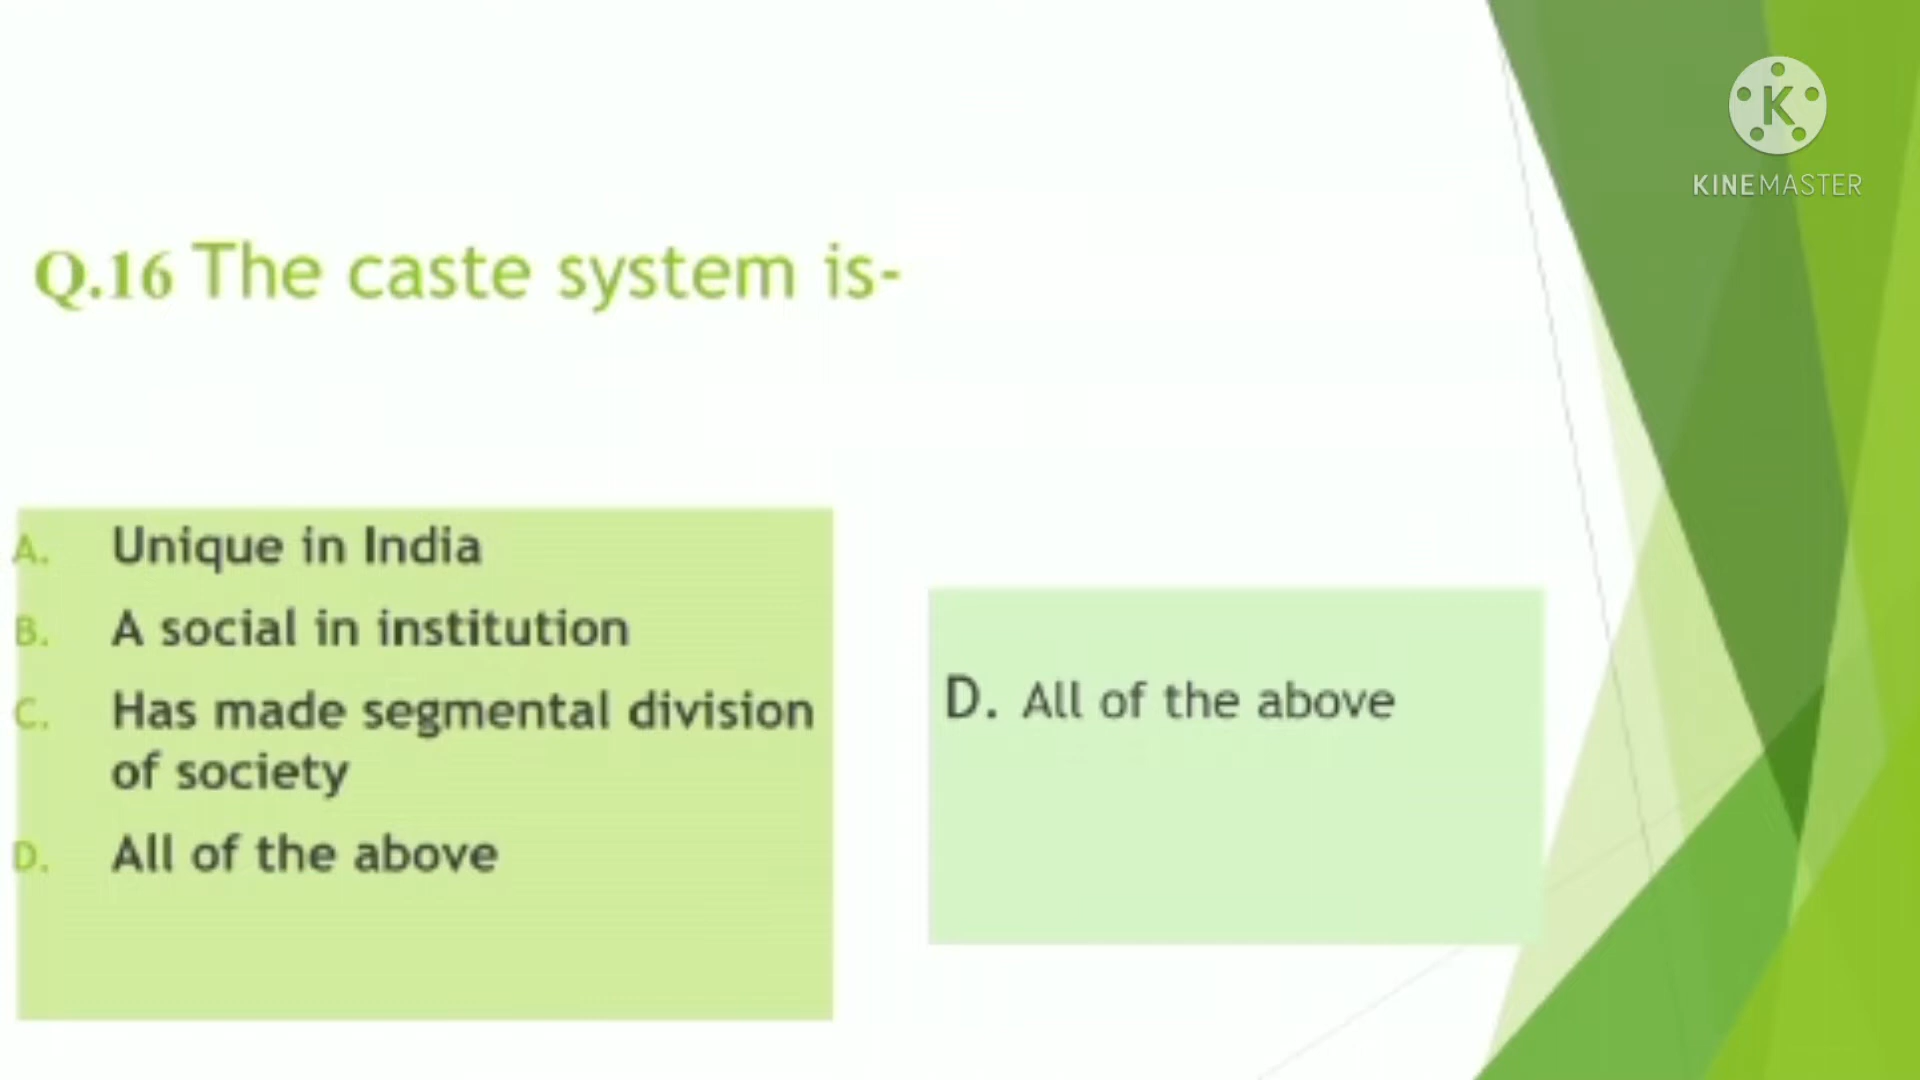 K
KINEMASTER
Q.16 The caste system is-
A. Unique in India
B. A social in institution
C. Has made segmental division
of society
D. All of the above
D. All of the above